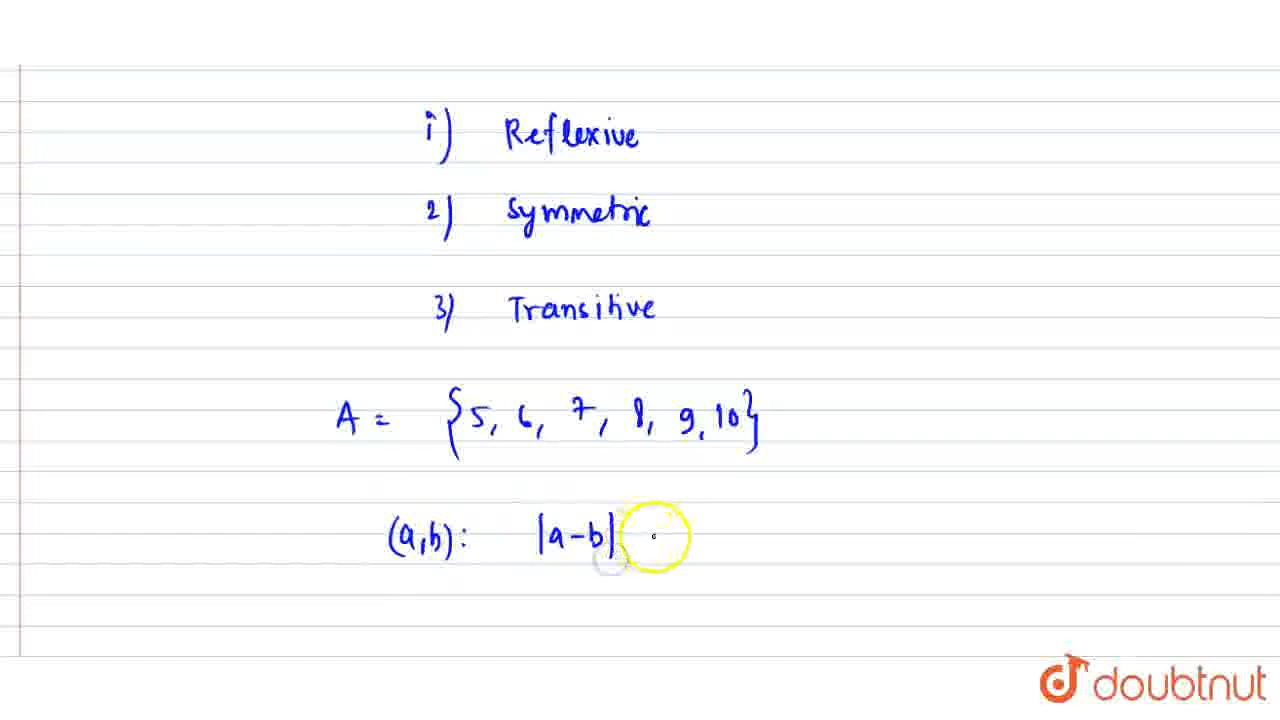 i) Reflexive
2) Symmetric
3) Transitive
A = {5, 6, 7, 8, 9, 10}
(a,b): |a-b|
doubtnut